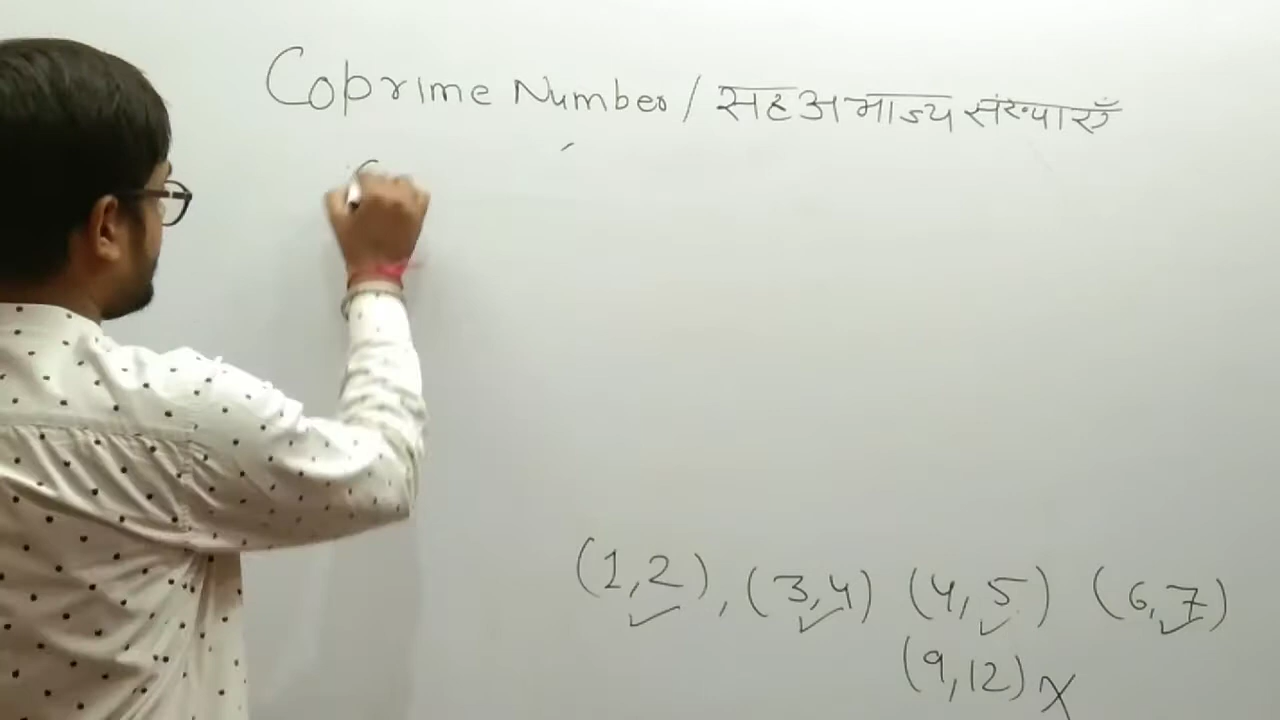 Coprime Number / सहअभाज्य संख्याएँ
(1,2), (3,4) (4,5) (6,7)
(9,12) X